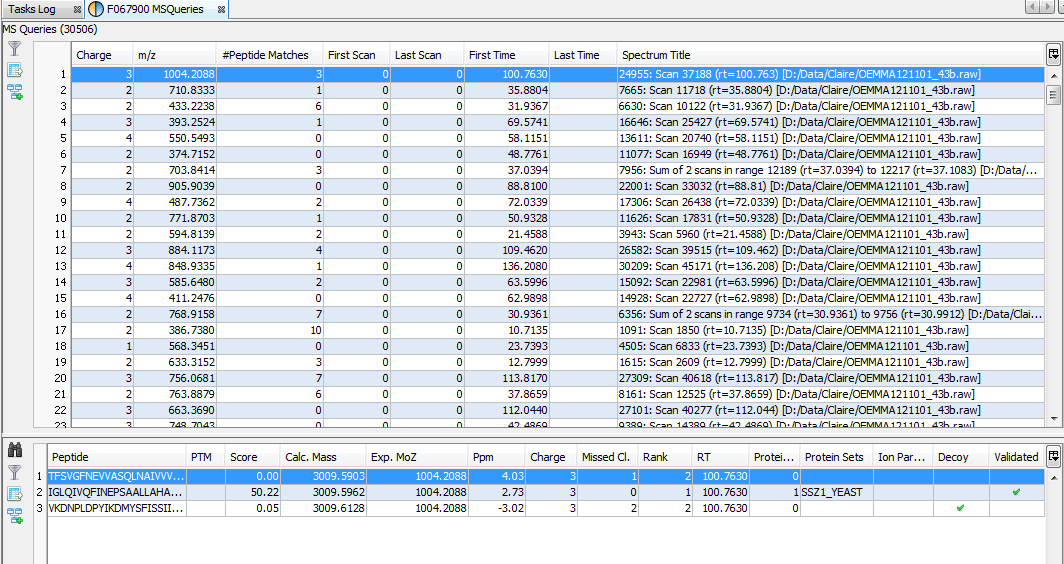 Tasks Log F067900 MSQueries
MS Queries (30506)
Charge m/z #Peptide Matches First Scan Last Scan First Time Last Time Spectrum Title
1 3 1004.2088 3 0 0 100.7630 24955: Scan 37188 (rt=100.763) [D:/Data/Claire/OEMMA121101_43b.raw]
2 2 710.8333 1 0 0 35.8804 7665: Scan 11718 (rt=35.8804) [D:/Data/Claire/OEMMA121101_43b.raw]
3 2 433.2238 6 0 0 31.9367 6630: Scan 10122 (rt=31.9367) [D:/Data/Claire/OEMMA121101_43b.raw]
4 3 393.2524 1 0 0 69.5741 16646: Scan 25427 (rt=69.5741) [D:/Data/Claire/OEMMA121101_43b.raw]
5 4 550.5493 0 0 0 58.1151 13611: Scan 20740 (rt=58.1151) [D:/Data/Claire/OEMMA121101_43b.raw]
6 2 374.7152 0 0 0 48.7761 11077: Scan 16949 (rt=48.7761) [D:/Data/Claire/OEMMA121101_43b.raw]
7 2 703.8414 3 0 0 37.0394 7956: Sum of 2 scans in range 12189 (rt=37.0394) to 12217 (rt=37.1083) [D:/Data/...
8 2 905.9039 0 0 0 88.8100 22001: Scan 33032 (rt=88.81) [D:/Data/Claire/OEMMA121101_43b.raw]
9 4 487.7362 2 0 0 72.0339 17306: Scan 26438 (rt=72.0339) [D:/Data/Claire/OEMMA121101_43b.raw]
10 2 771.8703 1 0 0 50.9328 11626: Scan 17831 (rt=50.9328) [D:/Data/Claire/OEMMA121101_43b.raw]
11 2 594.8139 2 0 0 21.4588 3943: Scan 5960 (rt=21.4588) [D:/Data/Claire/OEMMA121101_43b.raw]
12 3 884.1173 4 0 0 109.4620 26582: Scan 39515 (rt=109.462) [D:/Data/Claire/OEMMA121101_43b.raw]
13 4 848.9335 1 0 0 136.2080 30209: Scan 45171 (rt=136.208) [D:/Data/Claire/OEMMA121101_43b.raw]
14 3 585.6480 2 0 0 63.5996 15092: Scan 22981 (rt=63.5996) [D:/Data/Claire/OEMMA121101_43b.raw]
15 4 411.2476 0 0 0 62.9898 14928: Scan 22727 (rt=62.9898) [D:/Data/Claire/OEMMA121101_43b.raw]
16 2 768.9158 7 0 0 30.9361 6356: Sum of 2 scans in range 9734 (rt=30.9361) to 9756 (rt=30.9912) [D:/Data/Clai...
17 2 386.7380 10 0 0 10.7135 1091: Scan 1850 (rt=10.7135) [D:/Data/Claire/OEMMA121101_43b.raw]
18 1 568.3451 0 0 0 23.7393 4505: Scan 6833 (rt=23.7393) [D:/Data/Claire/OEMMA121101_43b.raw]
19 2 633.3152 3 0 0 12.7999 1615: Scan 2609 (rt=12.7999) [D:/Data/Claire/OEMMA121101_43b.raw]
20 3 756.0681 7 0 0 113.8170 27309: Scan 40618 (rt=113.817) [D:/Data/Claire/OEMMA121101_43b.raw]
21 2 763.8879 6 0 0 37.8659 8161: Scan 12525 (rt=37.8659) [D:/Data/Claire/OEMMA121101_43b.raw]
22 3 663.3690 0 0 0 112.0440 27101: Scan 40277 (rt=112.044) [D:/Data/Claire/OEMMA121101_43b.raw]
23 3 748.7043 0 0 0 42.4869 9389: Scan 14389 (rt=42.4869) [D:/Data/Claire/OEMMA121101_43b.raw]
Peptide PTM Score Calc. Mass Exp. MoZ Ppm Charge Missed Cl. Rank RT Protei... Protein Sets Ion Par... Decoy Validated
1 TFSVGFNEVVASQLNAIVVV... 0.00 3009.5903 1004.2088 4.03 3 1 2 100.7630 0
2 IGLQIVQFINEPSAALLAHA... 50.22 3009.5962 1004.2088 2.73 3 0 1 100.7630 1 SSZ1_YEAST
3 VKDNPLDPYIKDMYSFISSII... 0.05 3009.6128 1004.2088 -3.02 3 2 2 100.7630 0